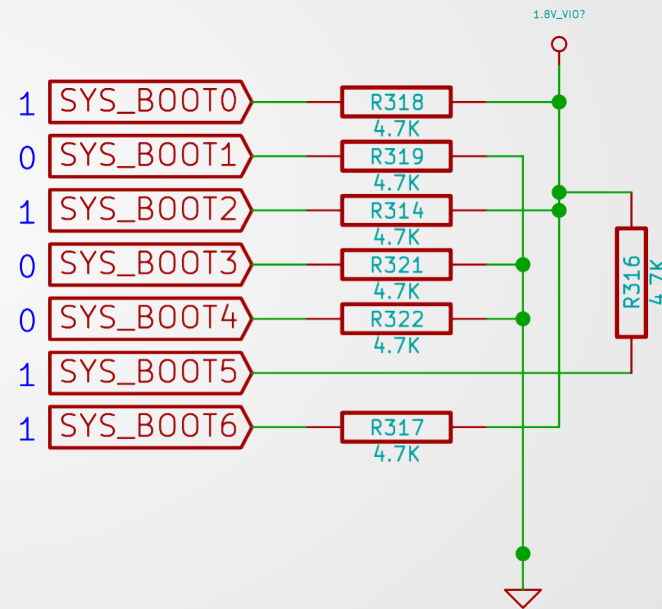 1.8V_VIO?
1 SYS_BOOT0 R318
4.7K
0 SYS_BOOT1 R319
4.7K
1 SYS_BOOT2 R314
4.7K
0 SYS_BOOT3 R321
4.7K
0 SYS_BOOT4 R322
4.7K
1 SYS_BOOT5
1 SYS_BOOT6 R317
4.7K
R316
4.7K